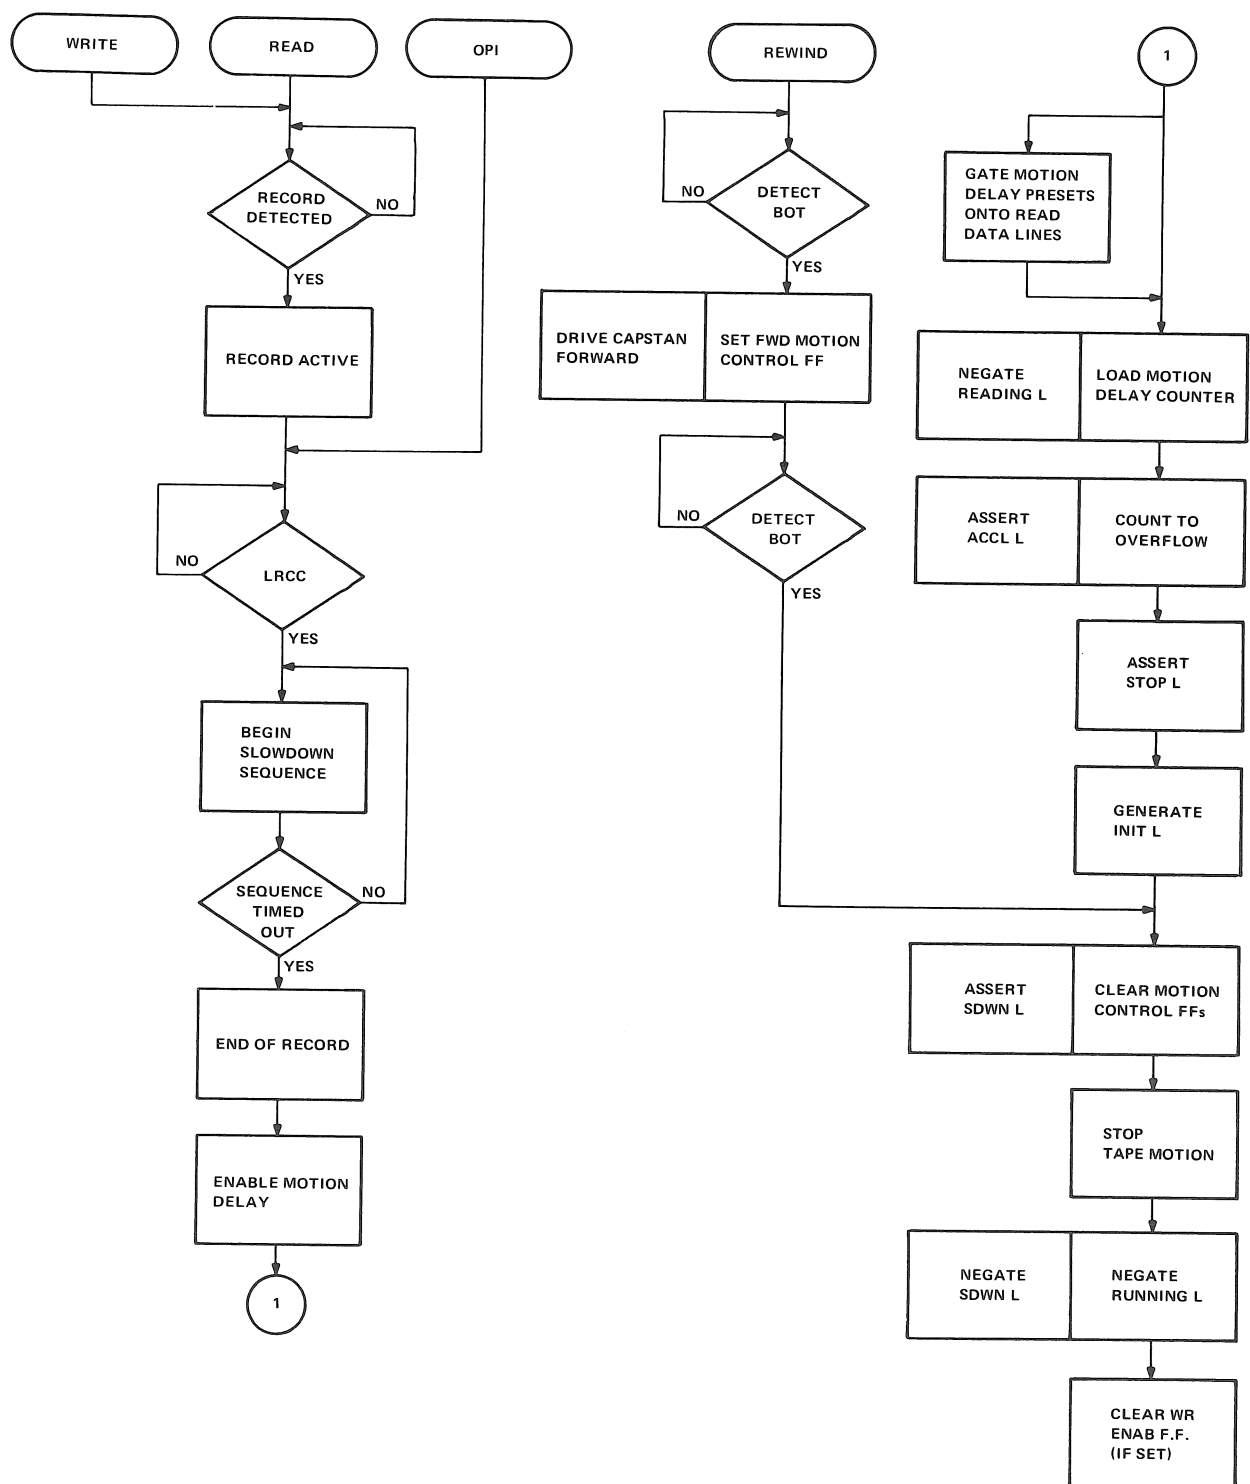 WRITE
READ
OPI
RECORD
DETECTED
NO
YES
RECORD ACTIVE
NO
LRCC
YES
BEGIN
SLOWDOWN
SEQUENCE
SEQUENCE
TIMED
OUT
NO
YES
END OF RECORD
ENABLE MOTION
DELAY
1
REWIND
NO
DETECT
BOT
YES
DRIVE CAPSTAN
FORWARD
SET FWD MOTION
CONTROL FF
NO
DETECT
BOT
YES
1
GATE MOTION
DELAY PRESETS
ONTO READ
DATA LINES
NEGATE
READING L
LOAD MOTION
DELAY COUNTER
ASSERT
ACCL L
COUNT TO
OVERFLOW
ASSERT
STOP L
GENERATE
INIT L
ASSERT
SDWN L
CLEAR MOTION
CONTROL FFs
STOP
TAPE MOTION
NEGATE
SDWN L
NEGATE
RUNNING L
CLEAR WR
ENAB F.F.
(IF SET)